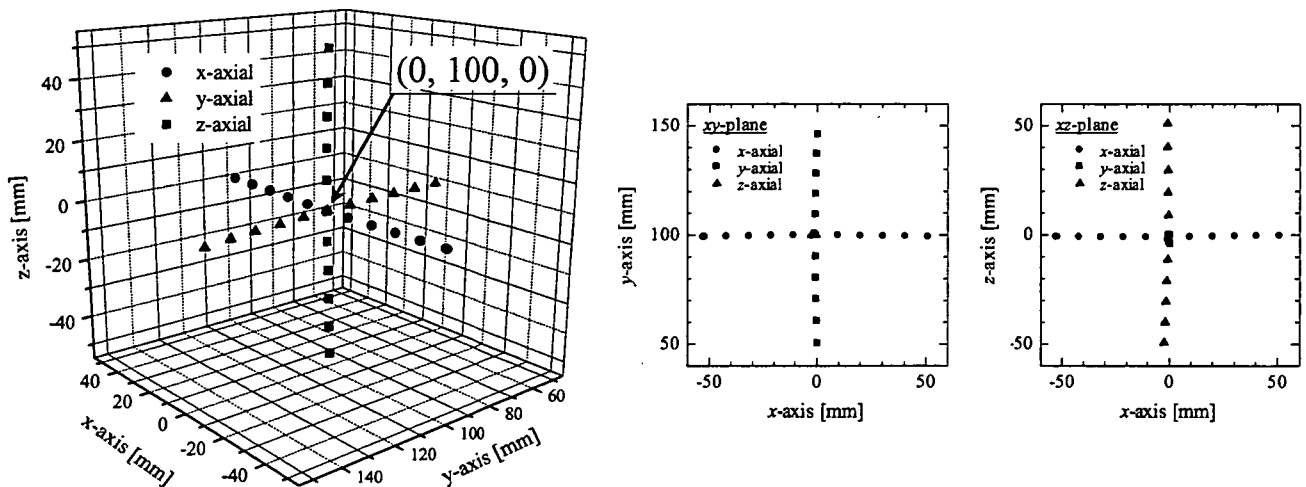 40
20
0
-20
-40
z-axis [mm]
x-axial
y-axial
z-axial
(0, 100, 0)
40
20
0
-20
-40
x-axis [mm]
140
120
100
80
60
y-axis [mm]
150
100
50
y-axis [mm]
xy-plane
x-axial
y-axial
z-axial
-50
0
50
x-axis [mm]
50
0
-50
z-axis [mm]
xz-plane
x-axial
y-axial
z-axial
-50
0
50
x-axis [mm]